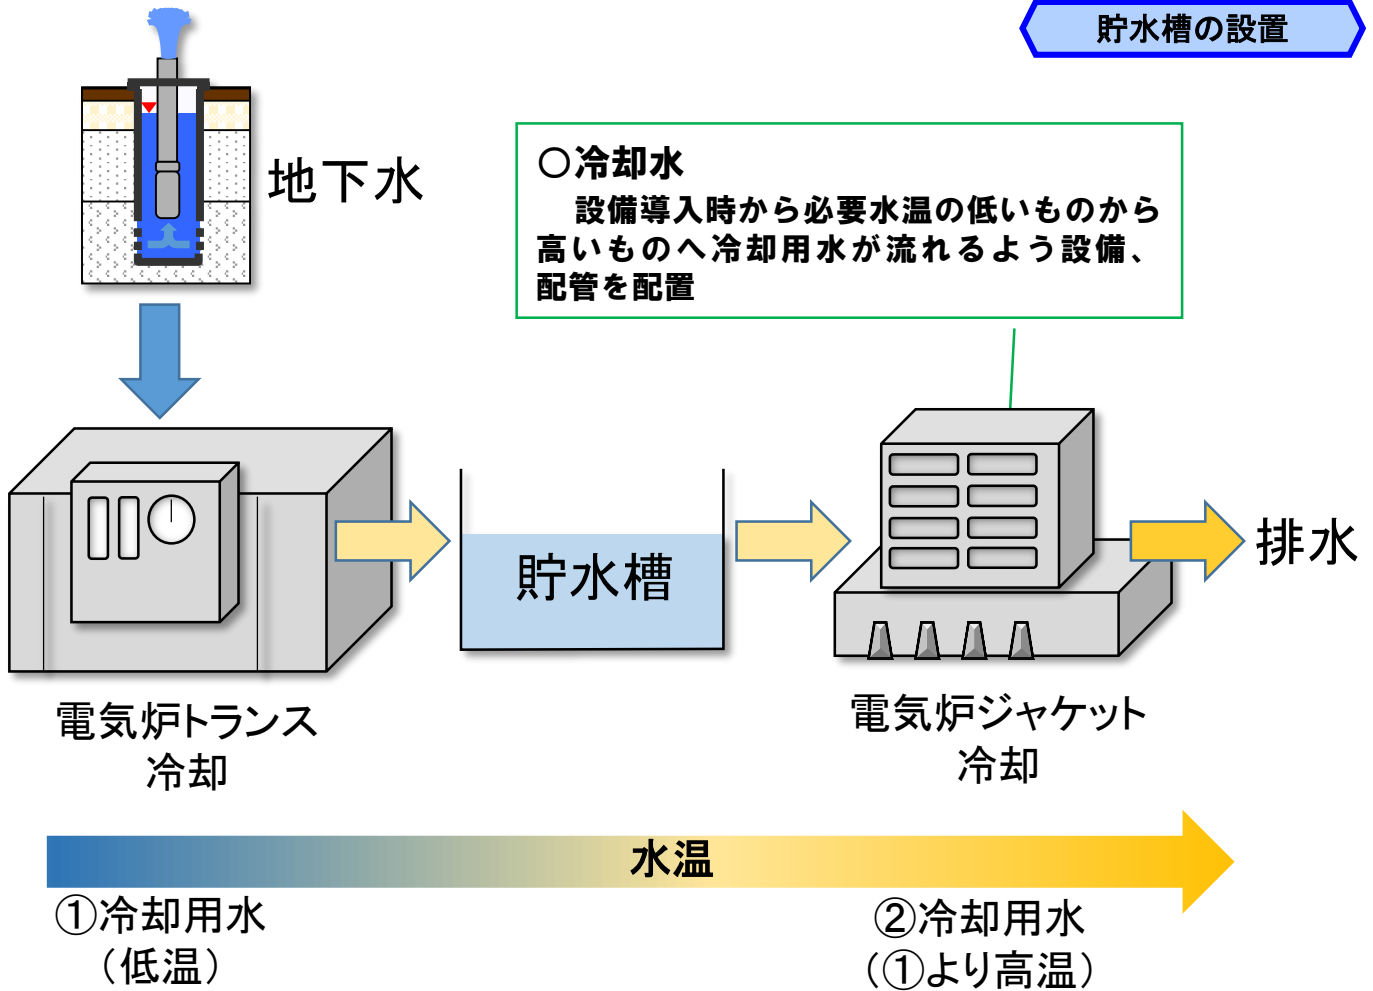 貯水槽の設置
地下水
○冷却水
設備導入時から必要水温の低いものから
高いものへ冷却用水が流れるよう設備、
配管を配置
貯水槽
排水
電気炉トランス
冷却
電気炉ジャケット
冷却
水温
①冷却用水
（低温）
②冷却用水
（①より高温）